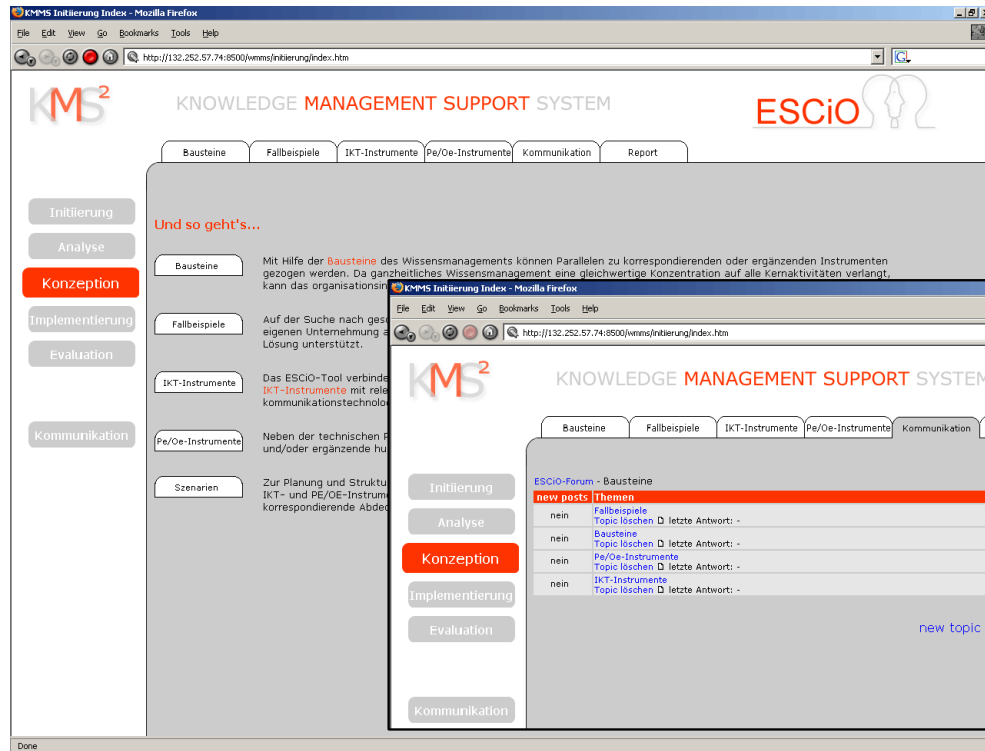 KMMS Initiierung Index - Mozilla Firefox
File Edit View Go Bookmarks Tools Help
http://132.252.57.74:8500/wmms/initiierung/index.htm
G
KMS²
KNOWLEDGE MANAGEMENT SUPPORT SYSTEM
ESCiO
Bausteine Fallbeispiele IKT-Instrumente Pe/Oe-Instrumente Kommunikation Report
Initiierung
Analyse
Konzeption
Implementierung
Evaluation
Kommunikation
Und so geht's...
Bausteine
Mit Hilfe der Bausteine des Wissensmanagements können Parallelen zu korrespondierenden oder ergänzenden Instrumenten
gezogen werden. Da ganzheitliches Wissensmanagement eine gleichwertige Konzentration auf alle Kernaktivitäten verlangt,
kann das organisationsin
Fallbeispiele
Auf der Suche nach
eigenen Unternehmung
Lösung unterstützt.
IKT-Instrumente
Das ESCiO-Tool verbinde
IKT-Instrumente mit rele
kommunikationstechnolo
Pe/Oe-Instrumente
Neben der technischen
und/oder ergänzende hu
Szenarien
Zur Planung und Struktu
IKT- und PE/OE-Instrum
korrespondierende Abdec
KMMS Initiierung Index - Mozilla Firefox
File Edit View Go Bookmarks Tools Help
http://132.252.57.74:8500/wmms/initiierung/index.htm
KMS²
KNOWLEDGE MANAGEMENT SUPPORT SYSTEM
Bausteine Fallbeispiele IKT-Instrumente Pe/Oe-Instrumente Kommunikation
Initiierung
Analyse
Konzeption
Implementierung
Evaluation
Kommunikation
ESCiO-Forum - Bausteine
new posts Themen
nein Fallbeispiele
Topic löschen letzte Antwort: -
nein Bausteine
Topic löschen letzte Antwort: -
nein Pe/Oe-Instrumente
Topic löschen letzte Antwort: -
nein IKT-Instrumente
Topic löschen letzte Antwort: -
new topic
Done